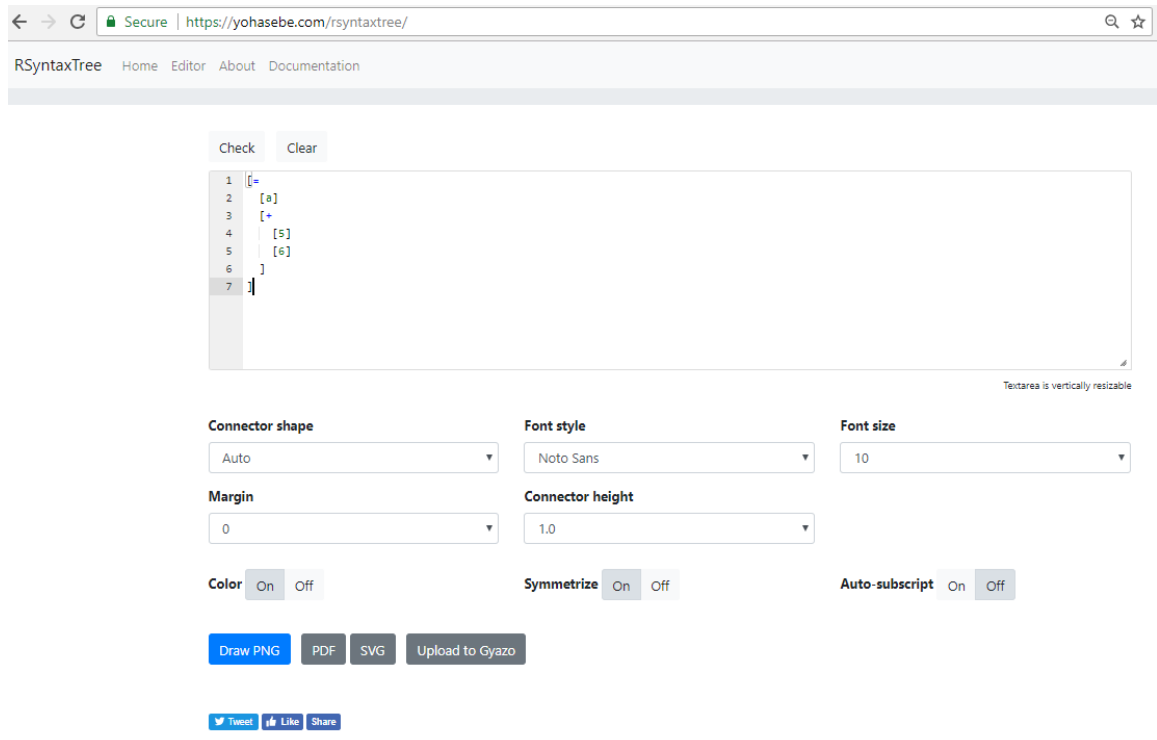 Secure | https://yohasebe.com/rsyntaxtree/
RSyntaxTree Home Editor About Documentation
Check Clear
1 [=
2 [a]
3 [+
4 [5]
5 [6]
6 ]
7 ]
Textarea is vertically resizable
Connector shape Font style Font size
Auto Noto Sans 10
Margin Connector height
0 1.0
Color On Off Symmetrize On Off Auto-subscript On Off
Draw PNG PDF SVG Upload to Gyazo
Tweet Like Share